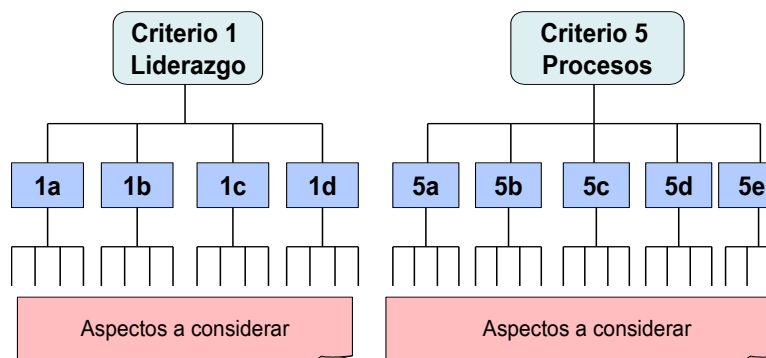 Criterio 1
Liderazgo
Criterio 5
Procesos
1a
1b
1c
1d
5a
5b
5c
5d
5e
Aspectos a considerar
Aspectos a considerar